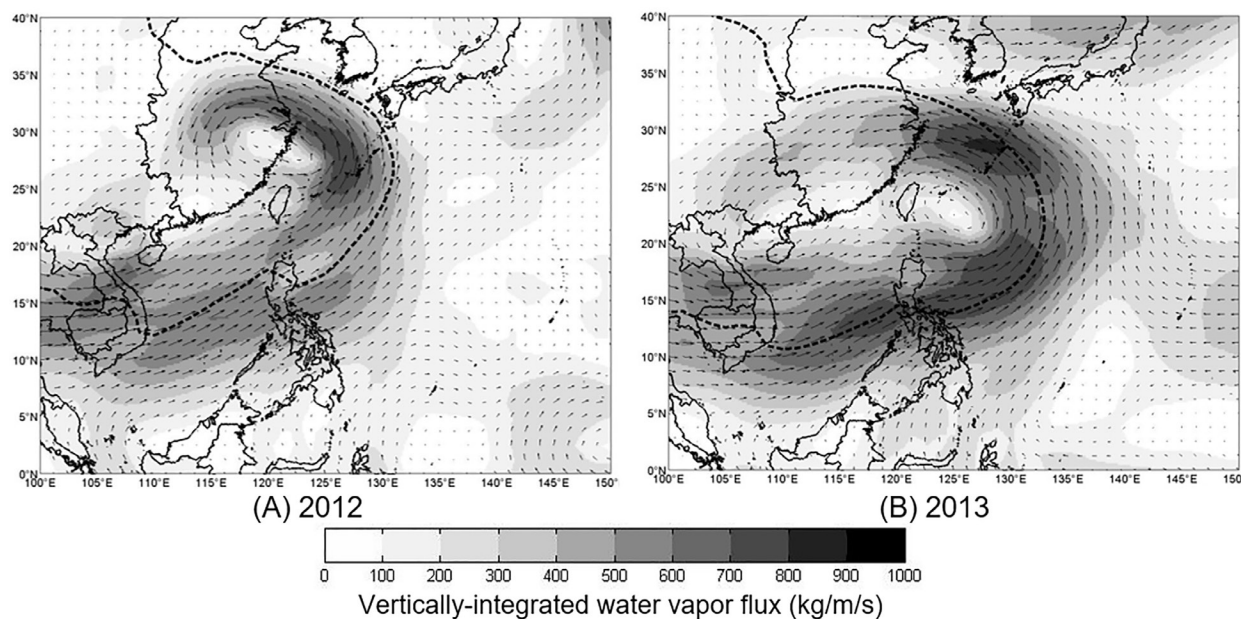 40°N
35°N
30°N
25°N
20°N
15°N
10°N
5°N
0°N
100°E 105°E 110°E 115°E 120°E 125°E 130°E 135°E 140°E 145°E 150°
(A) 2012
40°N
35°N
30°N
25°N
20°N
15°N
10°N
5°N
0°N
100°E 105°E 110°E 115°E 120°E 125°E 130°E 135°E 140°E 145°E 150°
(B) 2013
0 100 200 300 400 500 600 700 800 900 1000
Vertically-integrated water vapor flux (kg/m/s)